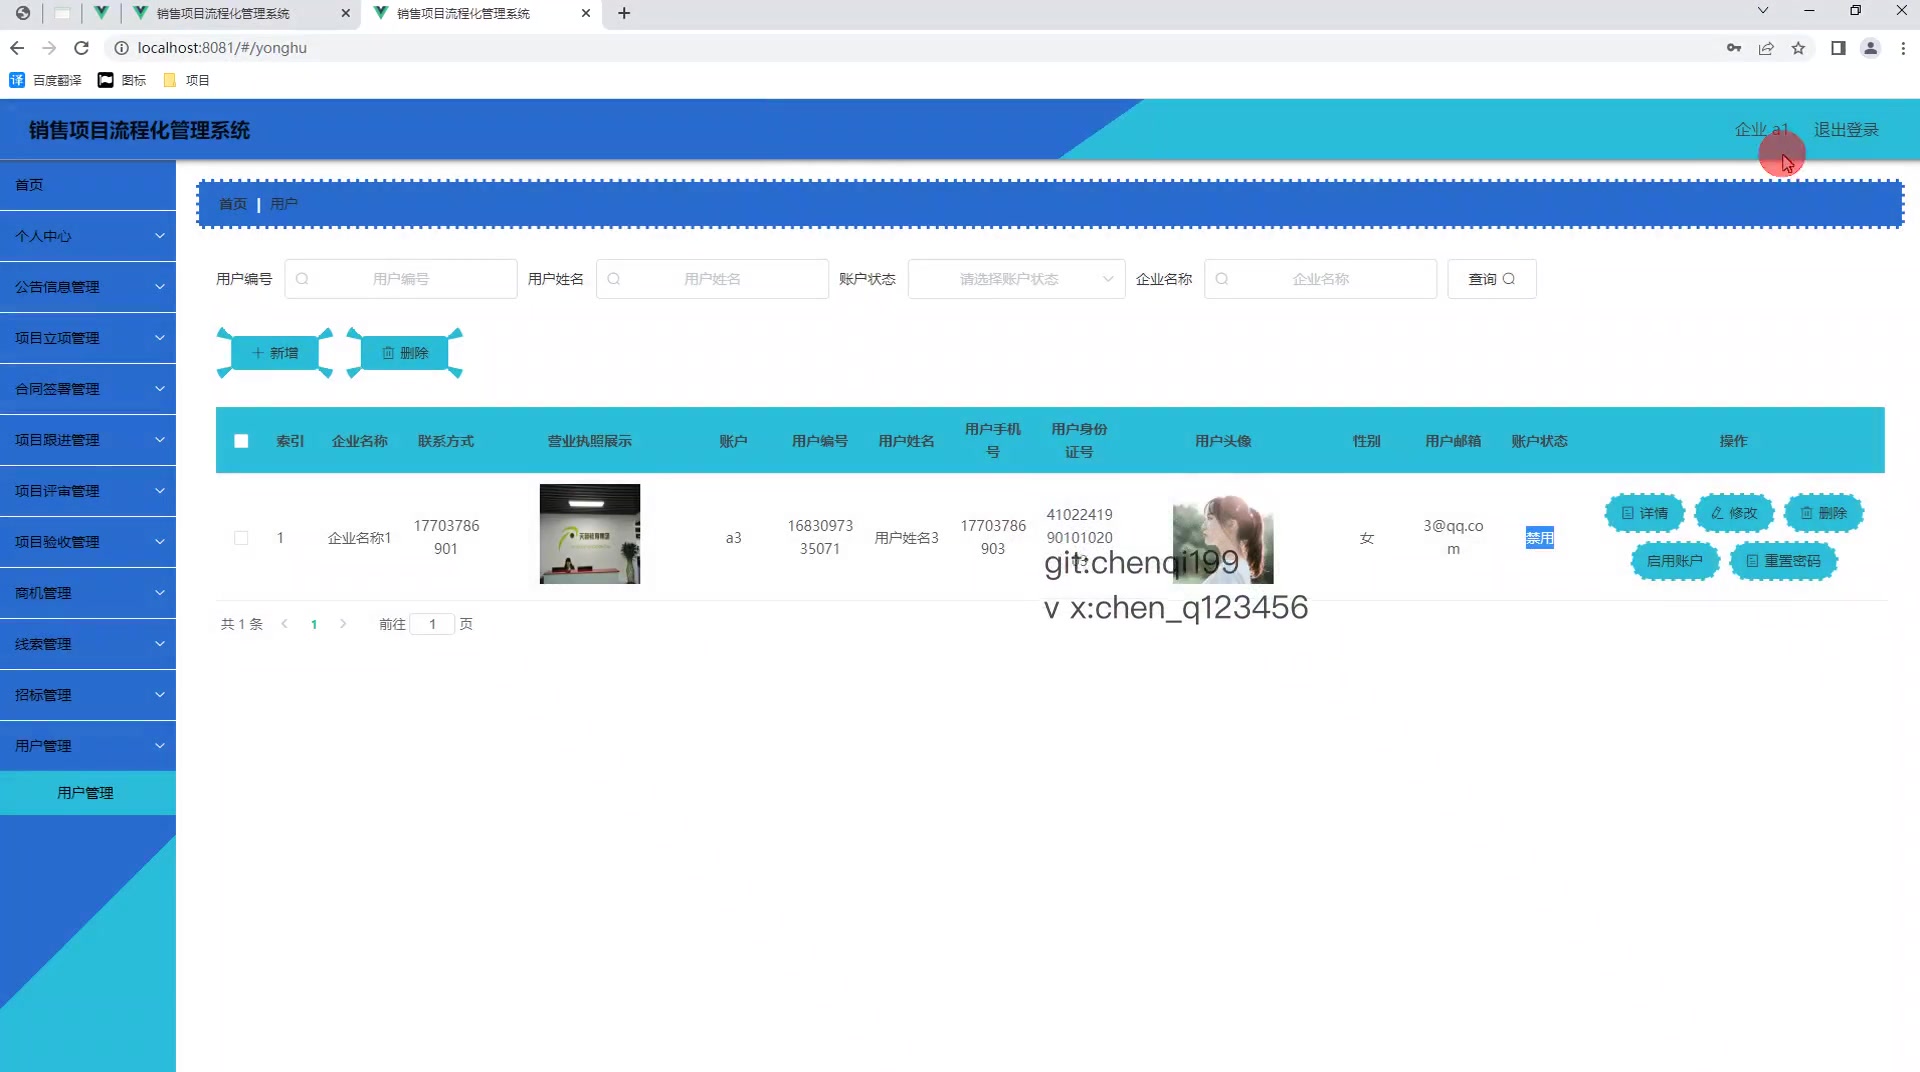 销售项目流程化管理系统
销售项目流程化管理系统
localhost:8081/#/yonghu
译 百度翻译 图标 项目
销售项目流程化管理系统
企业 a1 退出登录
首页
个人中心
公告信息管理
项目立项管理
合同签署管理
项目跟进管理
项目评审管理
项目验收管理
商机管理
线索管理
招标管理
用户管理
用户管理
首页 | 用户
用户编号 用户编号 用户姓名 用户姓名 账户状态 请选择账户状态 企业名称 企业名称 查询
新增 删除
索引 企业名称 联系方式 营业执照展示 账户 用户编号 用户姓名 用户手机号 用户身份证号 用户头像 性别 用户邮箱 账户状态 操作
1 企业名称1 17703786901 a3 1683097335071 用户姓名3 17703786903 4102241990101020 女 3@qq.com 禁用 详情 修改 删除
启用账户 重置密码
git:chenqi199
v x:chen_q123456
共 1 条 1 前往 1 页